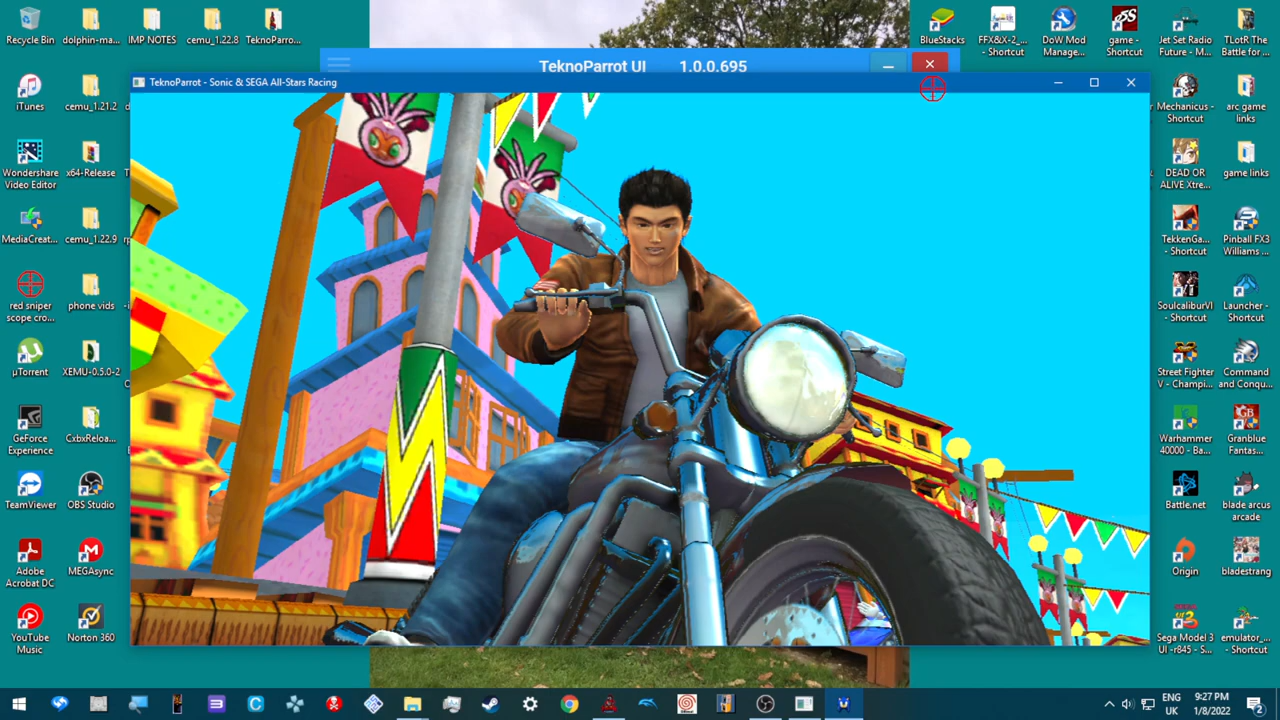 Recycle Bin
dolphin-ma...
IMP NOTES
cemu_1.22.8
TeknoParro...
BlueStacks
FFX&X-2_...
- Shortcut
DoW Mod
Manage...
game -
Shortcut
Jet Set Radio
Future - M...
TLotR The
Battle for ...
TeknoParrot UI 1.0.0.695
TeknoParrot - Sonic & SEGA All-Stars Racing
iTunes
cemu_1.21.2
Mechanicus -
Shortcut
arc game
links
Wondershare
Video Editor
x64-Release
DEAD OR
ALIVE Xtre...
game links
MediaCreat...
cemu_1.22.9
TekkenGa...
- Shortcut
Pinball FX3
Williams ...
red sniper
scope cro...
phone vids
SoulcaliburVI
- Shortcut
Launcher -
Shortcut
µTorrent
XEMU-0.5.0-2
Street Fighter
V - Champi...
Command
and Conqu...
GeForce
Experience
CxbxReloa...
Warhammer
40000 - Ba...
Granblue
Fantas...
TeamViewer
OBS Studio
Battle.net
blade arcus
arcade
Adobe
Acrobat DC
MEGAsync
Origin
bladestrang
YouTube
Music
Norton 360
Sega Model 3
UI -r845 - S...
emulator_...
- Shortcut
ENG
UK
9:27 PM
1/8/2022
2